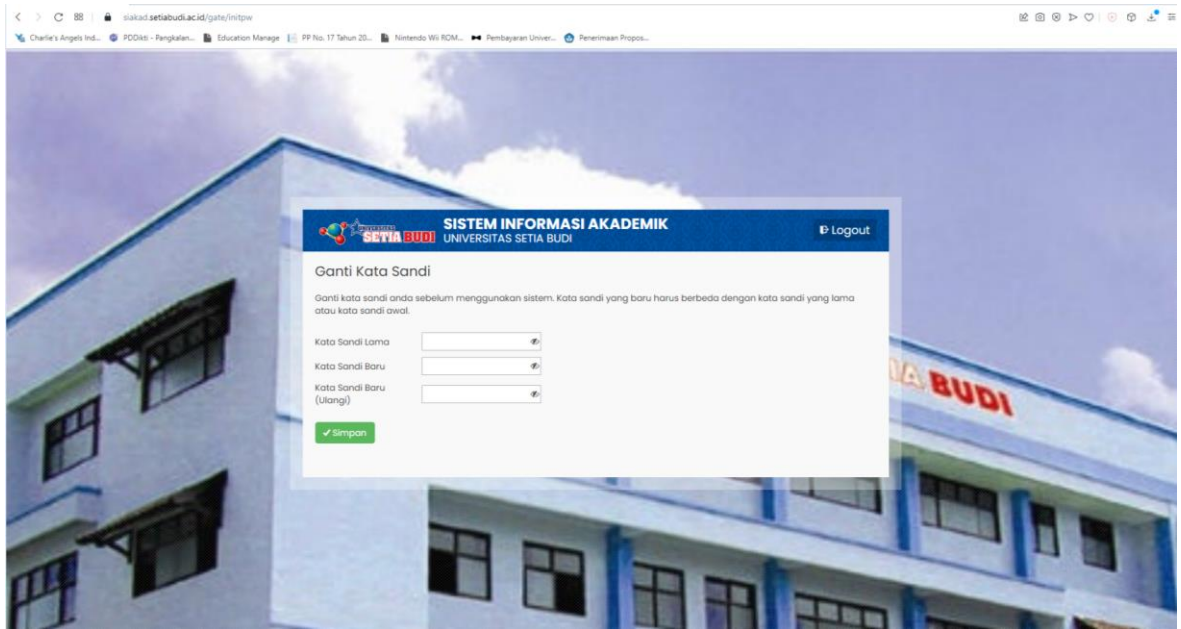 siakad.setiabudi.ac.id/gate/initpw
Charlie's Angels Ind... PDDikti - Pangkalan... Education Manage PP No. 17 Tahun 20... Nintendo Wii ROM... Pembayaran Univer... Penerimaan Propos...
UNIVERSITAS
SETIA BUDI
SISTEM INFORMASI AKADEMIK
UNIVERSITAS SETIA BUDI
Logout
Ganti Kata Sandi
Ganti kata sandi anda sebelum menggunakan sistem. Kata sandi yang baru harus berbeda dengan kata sandi yang lama
atau kata sandi awal.
Kata Sandi Lama
Kata Sandi Baru
Kata Sandi Baru
(Ulangi)
Simpan
IA BUDI